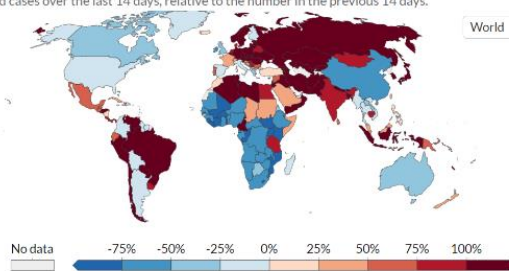 d cases over the last 14 days, relative to the number in the previous 14 days.
World
No data
-75% -50% -25% 0% 25% 50% 75% 100%